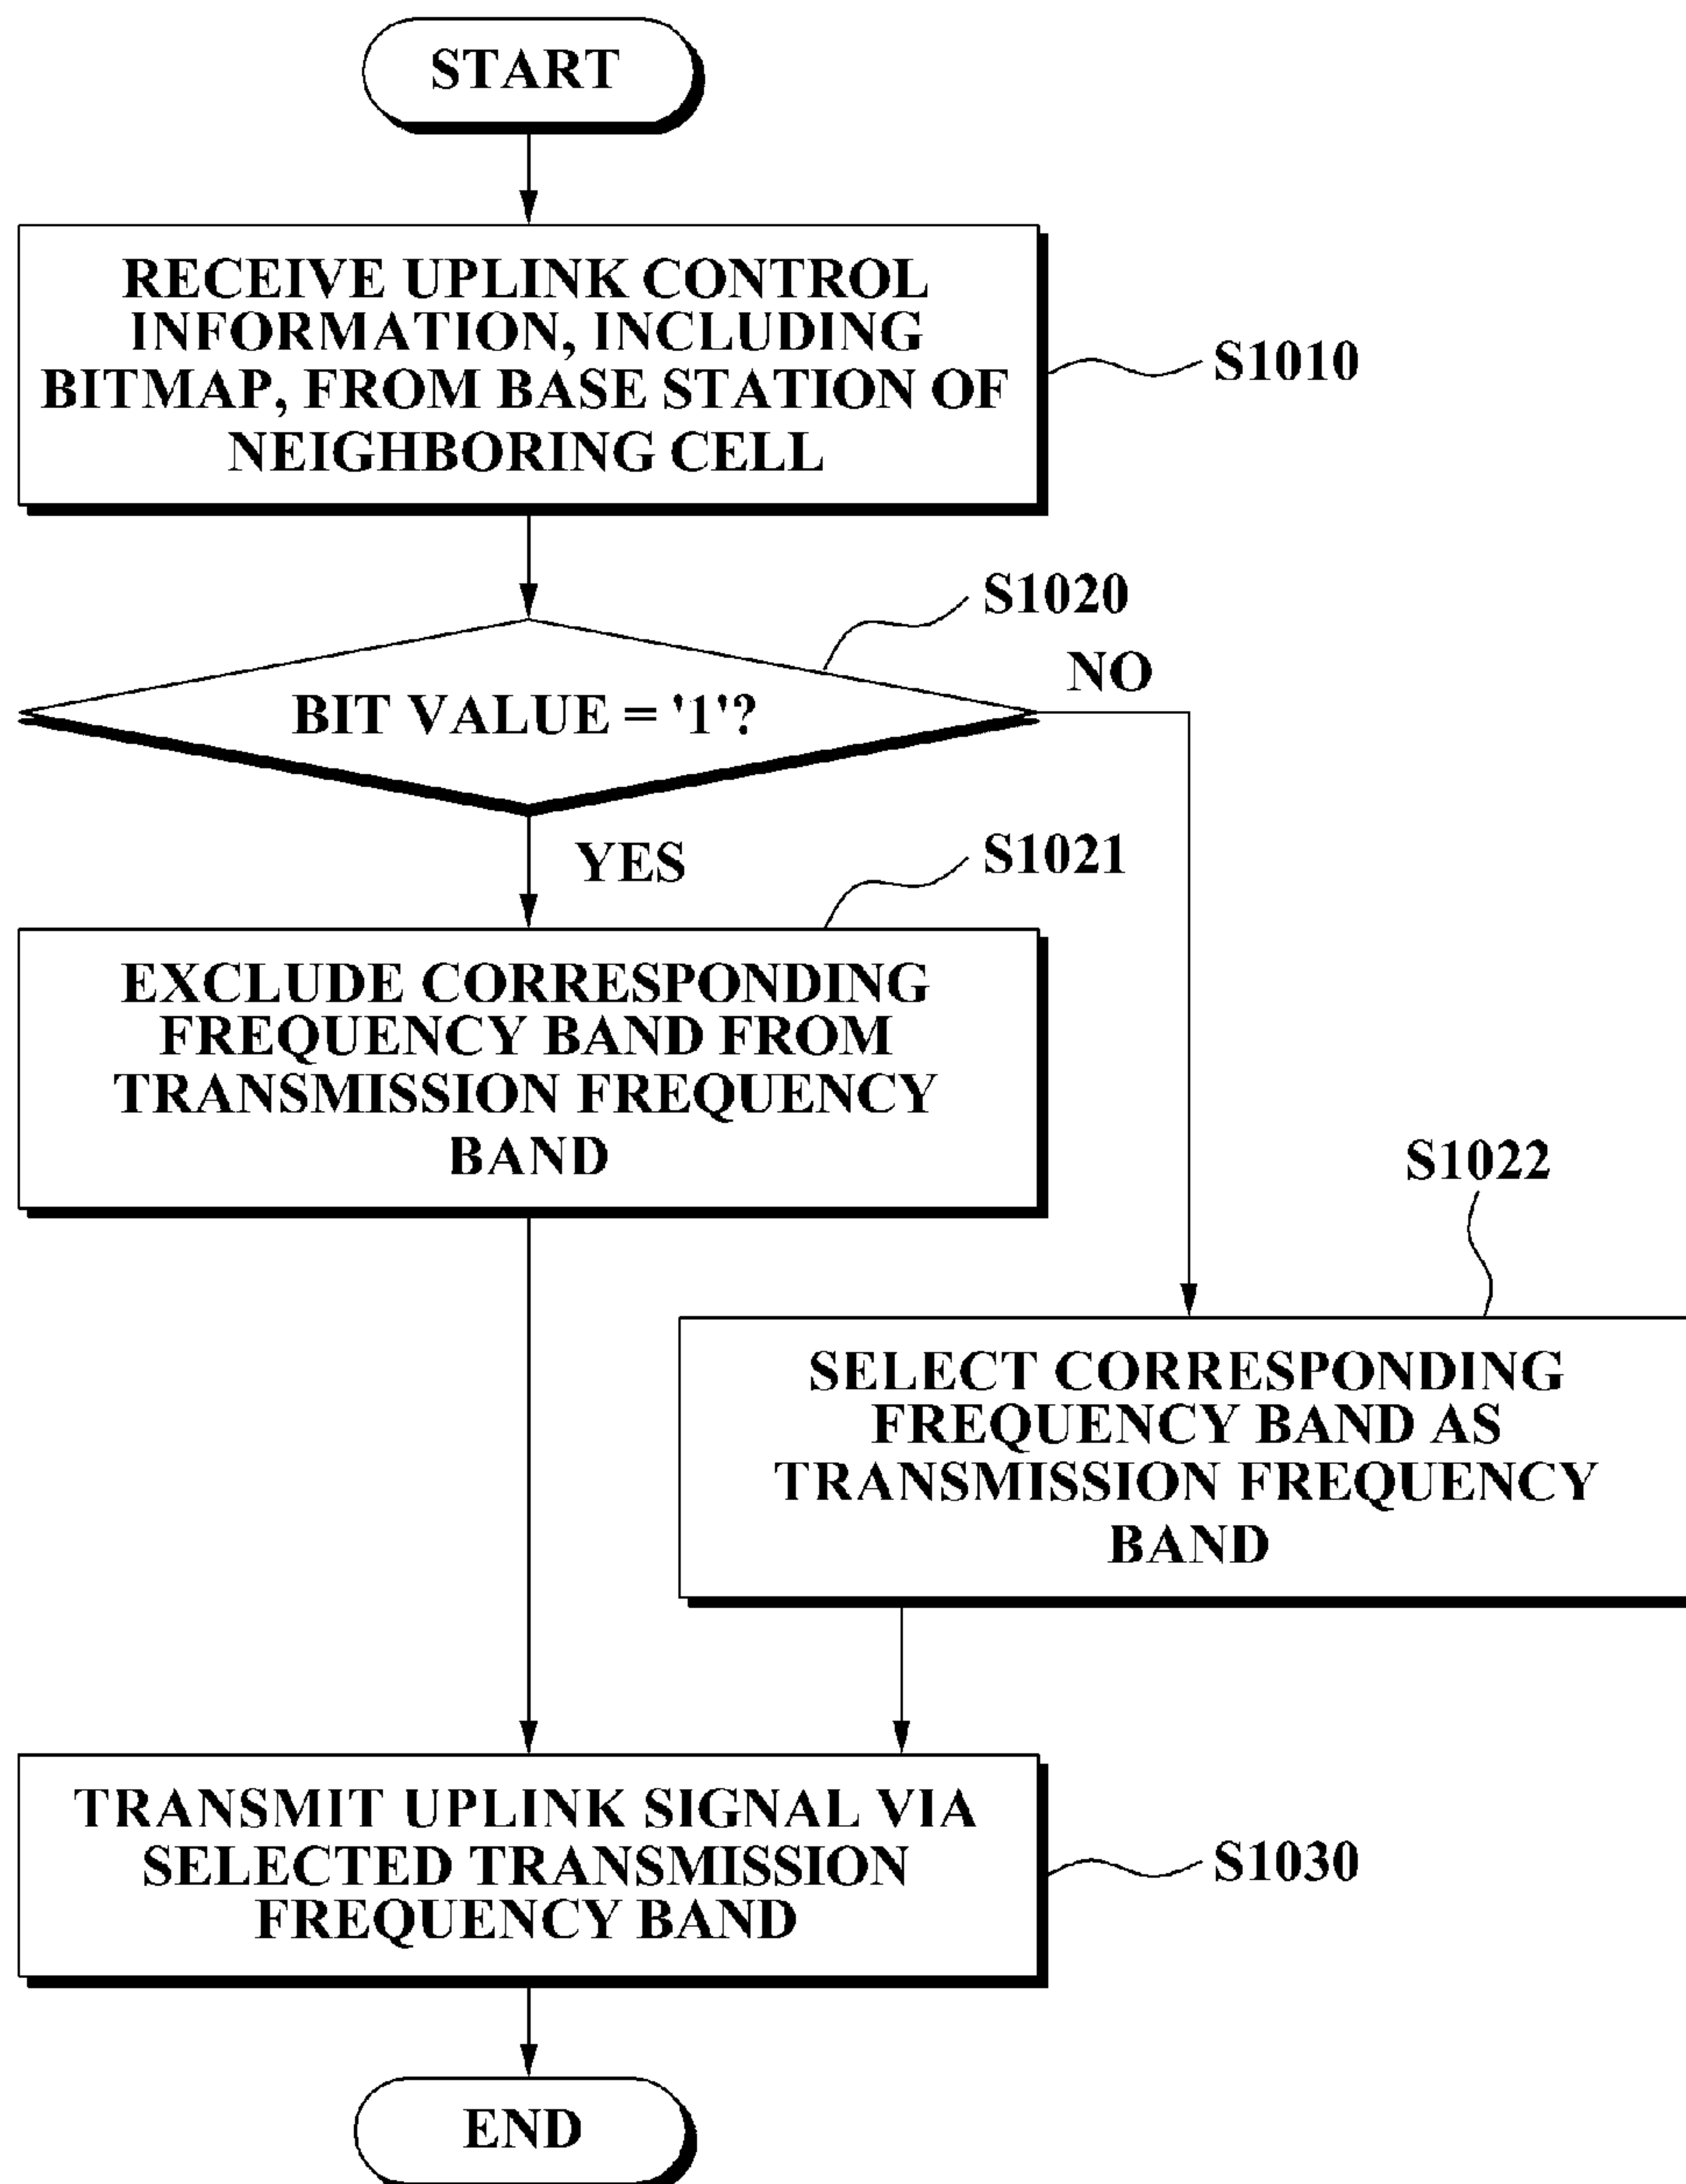 START
RECEIVE UPLINK CONTROL
INFORMATION, INCLUDING
BITMAP, FROM BASE STATION OF
NEIGHBORING CELL
S1010
S1020
BIT VALUE = '1'?
NO
YES
S1021
EXCLUDE CORRESPONDING
FREQUENCY BAND FROM
TRANSMISSION FREQUENCY
BAND
S1022
SELECT CORRESPONDING
FREQUENCY BAND AS
TRANSMISSION FREQUENCY
BAND
TRANSMIT UPLINK SIGNAL VIA
SELECTED TRANSMISSION
FREQUENCY BAND
S1030
END